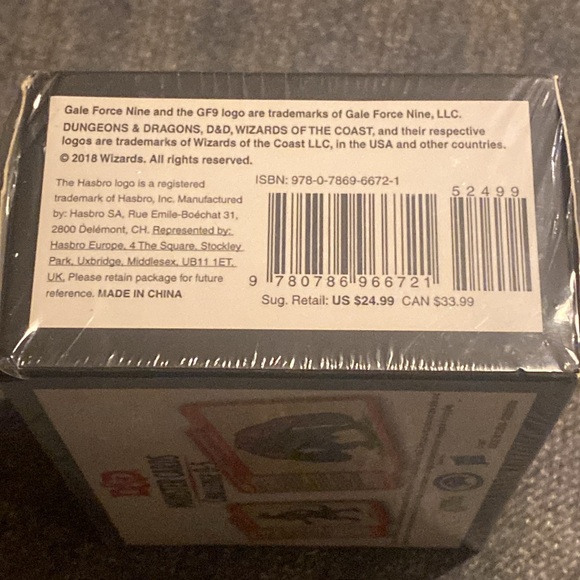 Gale Force Nine and the GF9 logo are trademarks of Gale Force Nine, LLC.
DUNGEONS & DRAGONS, D&D, WIZARDS OF THE COAST, and their respective
logos are trademarks of Wizards of the Coast LLC, in the USA and other countries.
© 2018 Wizards. All rights reserved.
The Hasbro logo is a registered
trademark of Hasbro, Inc. Manufactured
by: Hasbro SA, Rue Emile-Boéchat 31,
2800 Delémont, CH. Represented by:
Hasbro Europe, 4 The Square, Stockley
Park, Uxbridge, Middlesex, UB11 1ET.
UK. Please retain package for future
reference. MADE IN CHINA
ISBN: 978-0-7869-6672-1
52499
9 780786 966721
Sug. Retail: US $24.99 CAN $33.99
D&D
MONSTER CARDS